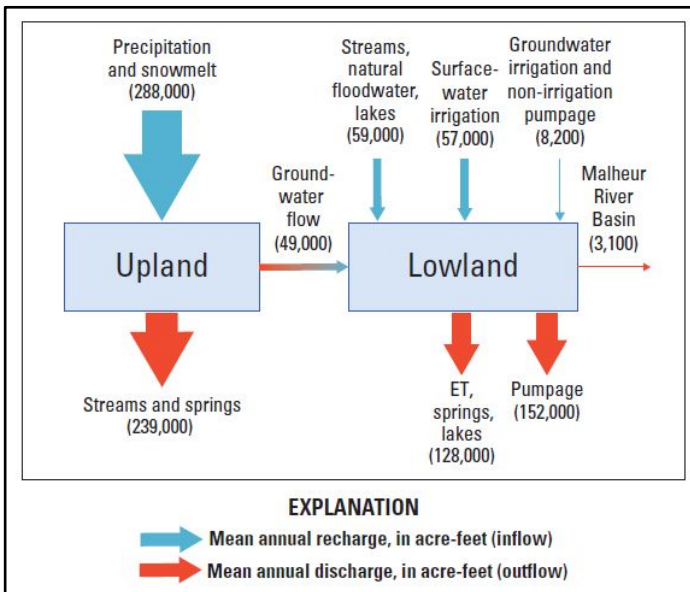 Precipitation
and snowmelt
(288,000)
Streams,
natural
floodwater,
lakes
(59,000)
Surface-
water
irrigation
(57,000)
Groundwater
irrigation and
non-irrigation
pumpage
(8,200)
Ground-
water
flow
(49,000)
Malheur
River
Basin
(3,100)
Upland
Lowland
Streams and springs
(239,000)
ET,
springs,
lakes
(128,000)
Pumpage
(152,000)
EXPLANATION
Mean annual recharge, in acre-feet (inflow)
Mean annual discharge, in acre-feet (outflow)